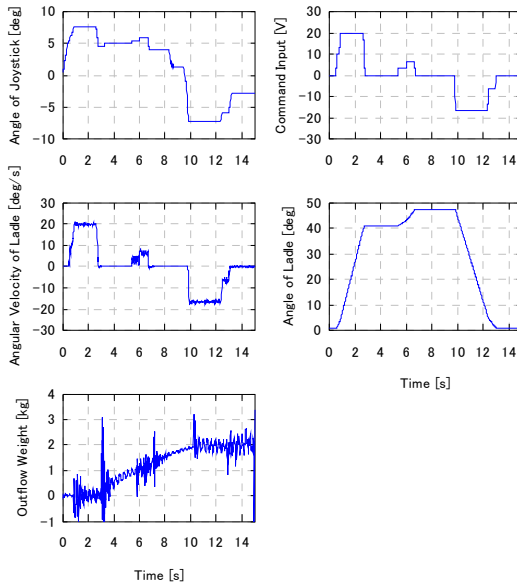 Angle of Joystick [deg]
10
5
0
-5
-10
0 2 4 6 8 10 12 14
Command Input [V]
30
20
10
0
-10
-20
-30
0 2 4 6 8 10 12 14
Angular Velocity of Ladle [deg/s]
30
20
10
0
-10
-20
-30
0 2 4 6 8 10 12 14
Angle of Ladle [deg]
50
40
30
20
10
0
0 2 4 6 8 10 12 14
Time [s]
Outflow Weight [kg]
4
3
2
1
0
-1
0 2 4 6 8 10 12 14
Time [s]